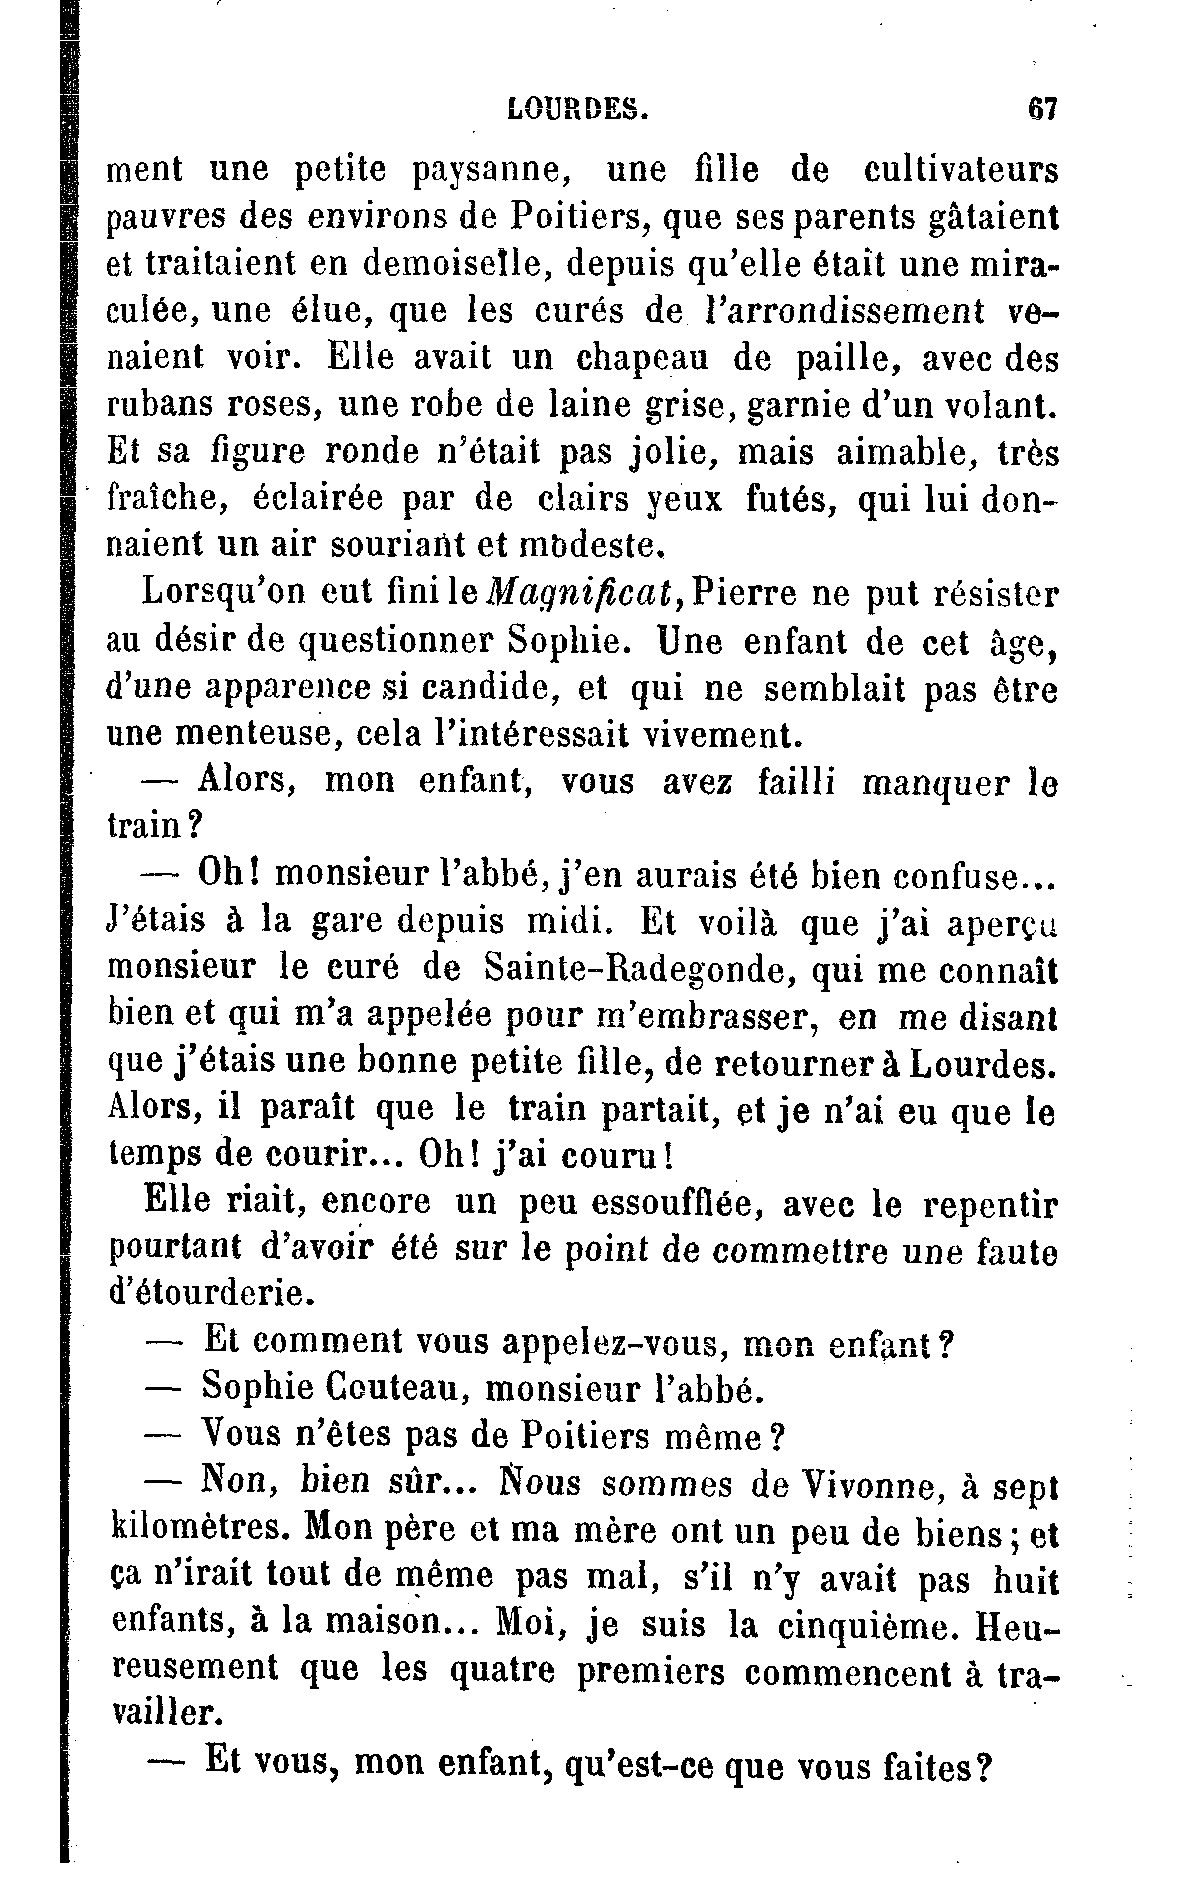 LOURDES. 67
ment une petite paysanne, une fille de cultivateurs
pauvres des environs de Poitiers, que ses parents gâtaient
et traitaient en demoiselle, depuis qu'elle était une mira-
culée, une élue, que les curés de l'arrondissement ve-
naient voir. Elle avait un chapeau de paille, avec des
rubans roses, une robe de laine grise, garnie d'un volant.
Et sa figure ronde n'était pas jolie, mais aimable, très
fraîche, éclairée par de clairs yeux futés, qui lui don-
naient un air souriant et modeste.
Lorsqu'on eut fini le Magnificat, Pierre ne put résister
au désir de questionner Sophie. Une enfant de cet âge,
d'une apparence si candide, et qui ne semblait pas être
une menteuse, cela l'intéressait vivement.
— Alors, mon enfant, vous avez failli manquer le
train?
— Oh! monsieur l'abbé, j'en aurais été bien confuse...
J'étais à la gare depuis midi. Et voilà que j'ai aperçu
monsieur le curé de Sainte-Radegonde, qui me connaît
bien et qui m'a appelée pour m'embrasser, en me disant
que j'étais une bonne petite fille, de retourner à Lourdes.
Alors, il paraît que le train partait, et je n'ai eu que le
temps de courir... Oh! j'ai couru!
Elle riait, encore un peu essoufflée, avec le repentir
pourtant d'avoir été sur le point de commettre une faute
d'étourderie.
— Et comment vous appelez-vous, mon enfant?
— Sophie Couteau, monsieur l'abbé.
— Vous n'êtes pas de Poitiers même?
— Non, bien sûr... Nous sommes de Vivonne, à sept
kilomètres. Mon père et ma mère ont un peu de biens; et
ça n'irait tout de même pas mal, s'il n'y avait pas huit
enfants, à la maison... Moi, je suis la cinquième. Heu-
reusement que les quatre premiers commencent à tra-
vailler.
— Et vous, mon enfant, qu'est-ce que vous faites?